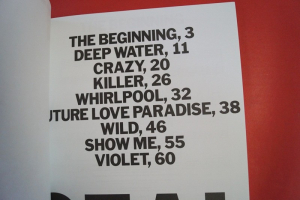 THE BEGINNING, 3
DEEP WATER, 11
CRAZY, 20
KILLER, 26
WHIRLPOOL, 32
UTURE LOVE PARADISE, 38
WILD, 46
SHOW ME, 55
VIOLET, 60